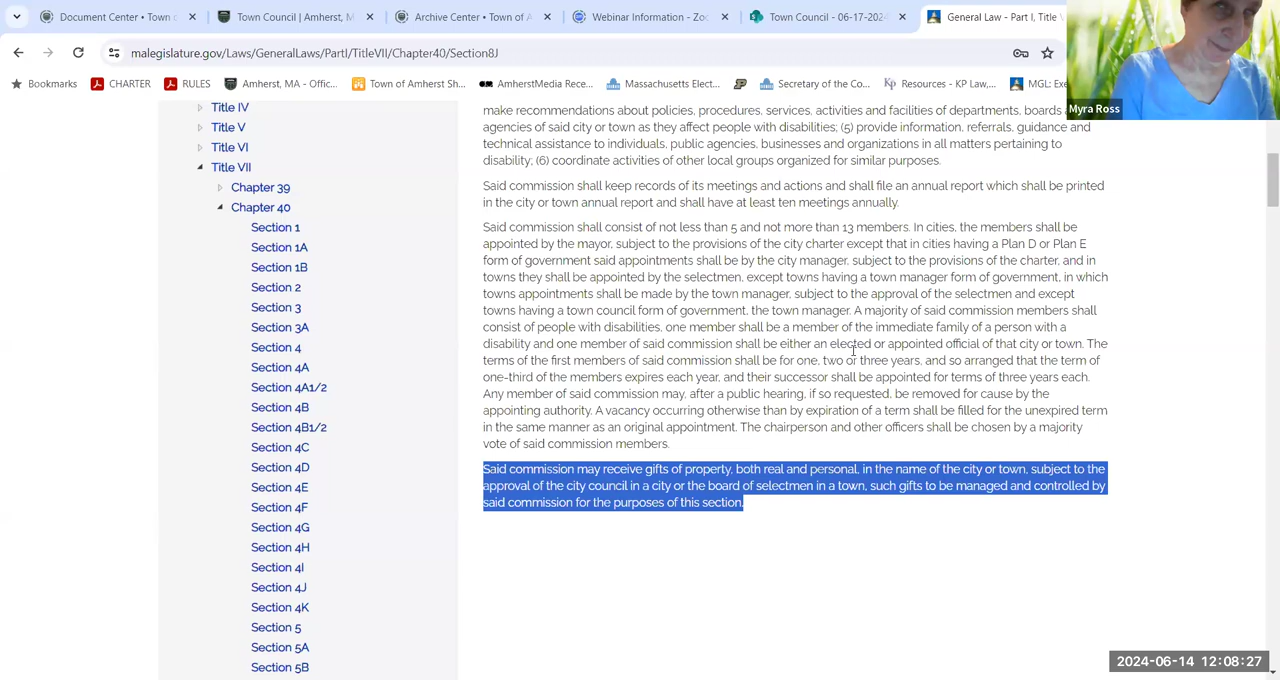 Document Center • Town o
Town Council | Amherst, M
Archive Center • Town of A
Webinar Information - Zoo
Town Council - 06-17-2024
General Law - Part I, Title V
malegislature.gov/Laws/GeneralLaws/PartI/TitleVII/Chapter40/Section8J
Bookmarks
CHARTER
RULES
Amherst, MA - Offic...
Town of Amherst Sh...
AmherstMedia Rece...
Massachusetts Elect...
Secretary of the Co...
Resources - KP Law,...
MGL: Exe
Myra Ross
Title IV
Title V
Title VI
Title VII
Chapter 39
Chapter 40
Section 1
Section 1A
Section 1B
Section 2
Section 3
Section 3A
Section 4
Section 4A
Section 4A1/2
Section 4B
Section 4B1/2
Section 4C
Section 4D
Section 4E
Section 4F
Section 4G
Section 4H
Section 4I
Section 4J
Section 4K
Section 5
Section 5A
Section 5B
make recommendations about policies, procedures, services, activities and facilities of departments, boards
agencies of said city or town as they affect people with disabilities; (5) provide information, referrals, guidance and
technical assistance to individuals, public agencies, businesses and organizations in all matters pertaining to
disability; (6) coordinate activities of other local groups organized for similar purposes.
Said commission shall keep records of its meetings and actions and shall file an annual report which shall be printed
in the city or town annual report and shall have at least ten meetings annually.
Said commission shall consist of not less than 5 and not more than 13 members. In cities, the members shall be
appointed by the mayor, subject to the provisions of the city charter except that in cities having a Plan D or Plan E
form of government said appointments shall be by the city manager, subject to the provisions of the charter, and in
towns they shall be appointed by the selectmen, except towns having a town manager form of government, in which
towns appointments shall be made by the town manager, subject to the approval of the selectmen and except
towns having a town council form of government, the town manager. A majority of said commission members shall
consist of people with disabilities, one member shall be a member of the immediate family of a person with a
disability and one member of said commission shall be either an elected or appointed official of that city or town. The
terms of the first members of said commission shall be for one, two or three years, and so arranged that the term of
one-third of the members expires each year, and their successor shall be appointed for terms of three years each.
Any member of said commission may, after a public hearing, if so requested, be removed for cause by the
appointing authority. A vacancy occurring otherwise than by expiration of a term shall be filled for the unexpired term
in the same manner as an original appointment. The chairperson and other officers shall be chosen by a majority
vote of said commission members.
Said commission may receive gifts of property, both real and personal, in the name of the city or town, subject to the
approval of the city council in a city or the board of selectmen in a town, such gifts to be managed and controlled by
said commission for the purposes of this section.
2024-06-14 12:08:27